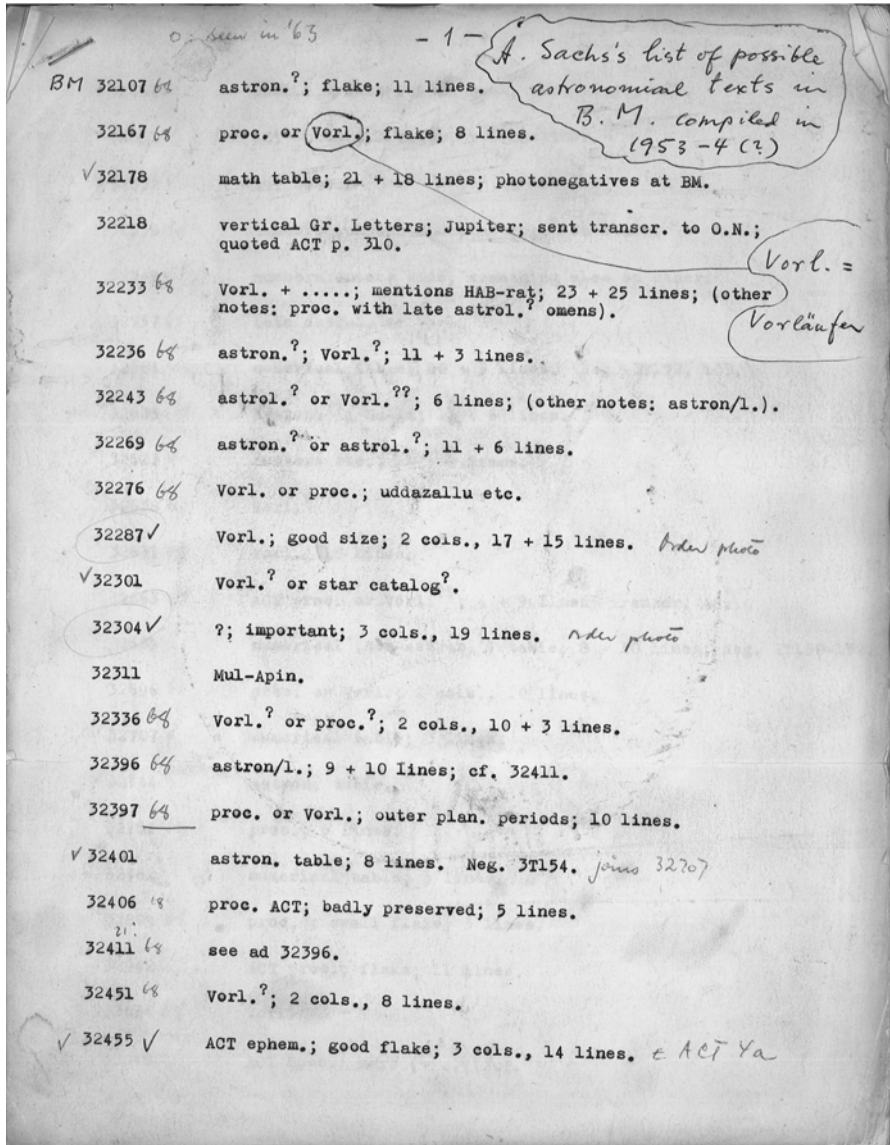 o: seen in '63
- 1 -
A. Sachs's list of possible
astronomical texts in
B. M. compiled in
1953-4 (?)
BM 32107 68 astron.?; flake; 11 lines.
32167 68 proc. or Vorl.; flake; 8 lines.
✓32178 math table; 21 + 18 lines; photonegatives at BM.
32218 vertical Gr. Letters; Jupiter; sent transcr. to O.N.;
quoted ACT p. 310.
Vorl. =
Vorläufer
32233 68 Vorl. + .....; mentions HAB-rat; 23 + 25 lines; (other
notes: proc. with late astrol.? omens).
32236 68 astron.?; Vorl.?; 11 + 3 lines.
32243 68 astrol.? or Vorl.??; 6 lines; (other notes: astron/l.).
32269 68 astron.? or astrol.?; 11 + 6 lines.
32276 68 Vorl. or proc.; uddazallu etc.
32287 ✓ Vorl.; good size; 2 cols., 17 + 15 lines. Order photo
✓32301 Vorl.? or star catalog?.
32304 ✓ ?; important; 3 cols., 19 lines. Order photo
32311 Mul-Apin.
32336 68 Vorl.? or proc.?; 2 cols., 10 + 3 lines.
32396 68 astron/l.; 9 + 10 lines; cf. 32411.
32397 68 proc. or Vorl.; outer plan. periods; 10 lines.
✓ 32401 astron. table; 8 lines. Neg. 3T154. joins 32707
32406 proc. ACT; badly preserved; 5 lines.
32411 68 see ad 32396.
32451 68 Vorl.?; 2 cols., 8 lines.
✓ 32455 ✓ ACT ephem.; good flake; 3 cols., 14 lines. ACT 4a